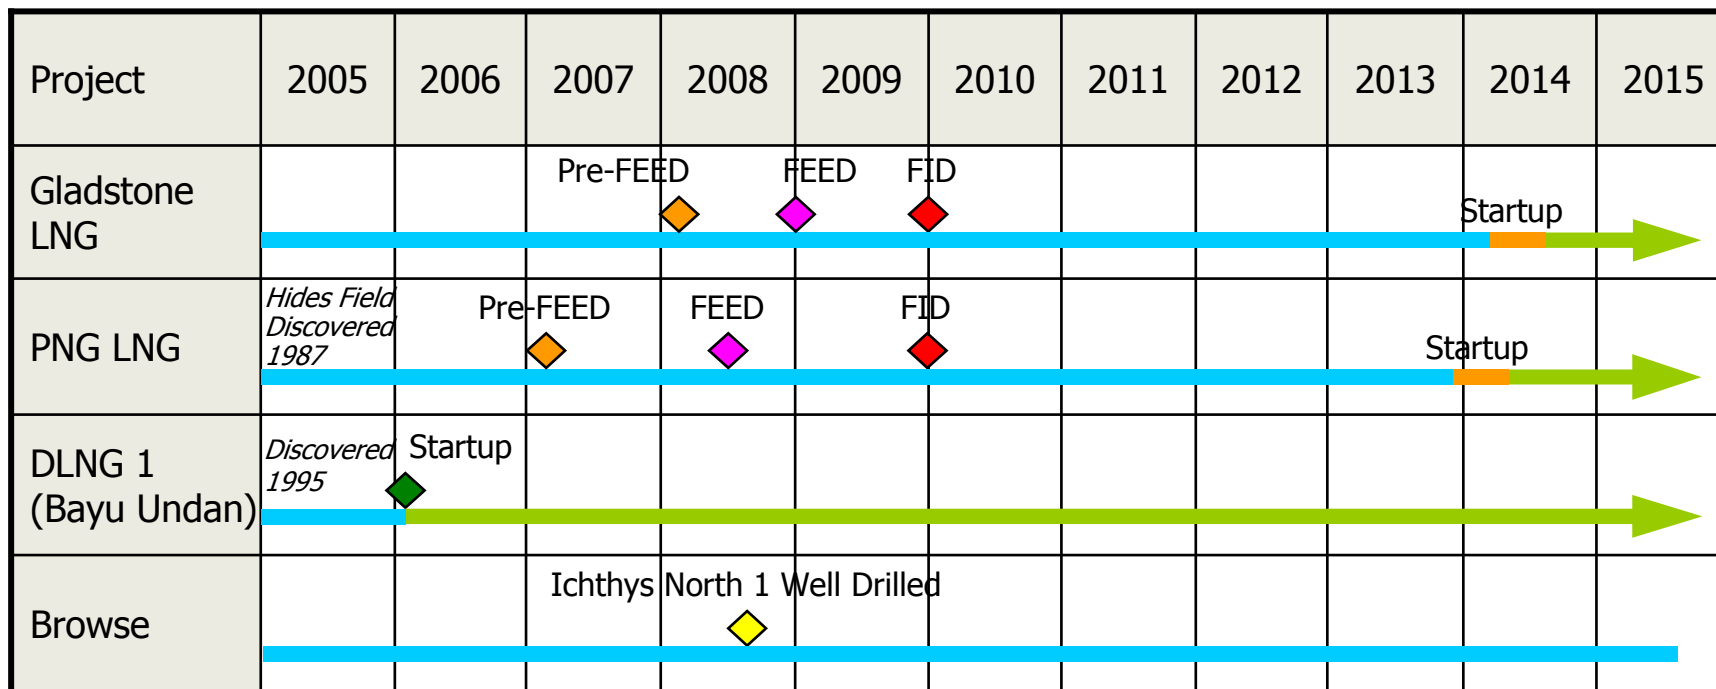 Project 2005 2006 2007 2008 2009 2010 2011 2012 2013 2014 2015
Pre-FEED FEED FID
Gladstone
LNG
Startup
Hides Field
Discovered
1987
Pre-FEED FEED FID
PNG LNG
Startup
Discovered
1995
Startup
DLNG 1
(Bayu Undan)
Ichthys North 1 Well Drilled
Browse